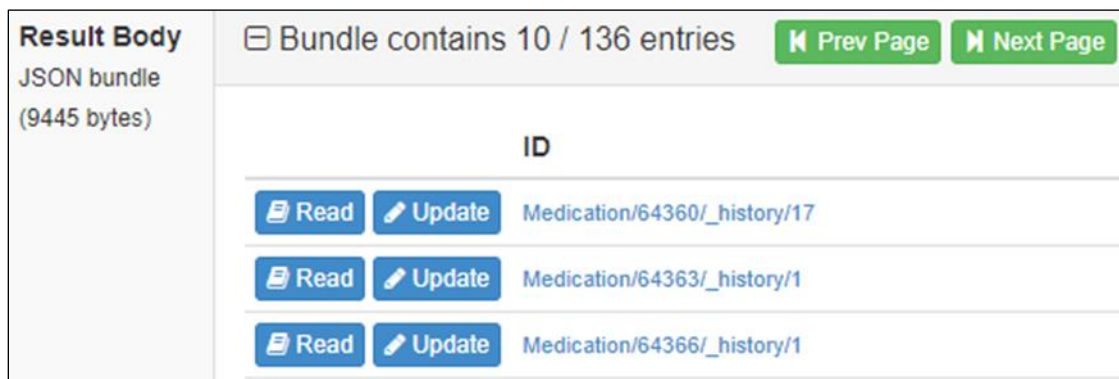 Result Body
JSON bundle
(9445 bytes)
Bundle contains 10 / 136 entries Prev Page Next Page
ID
Read Update Medication/64360/_history/17
Read Update Medication/64363/_history/1
Read Update Medication/64366/_history/1